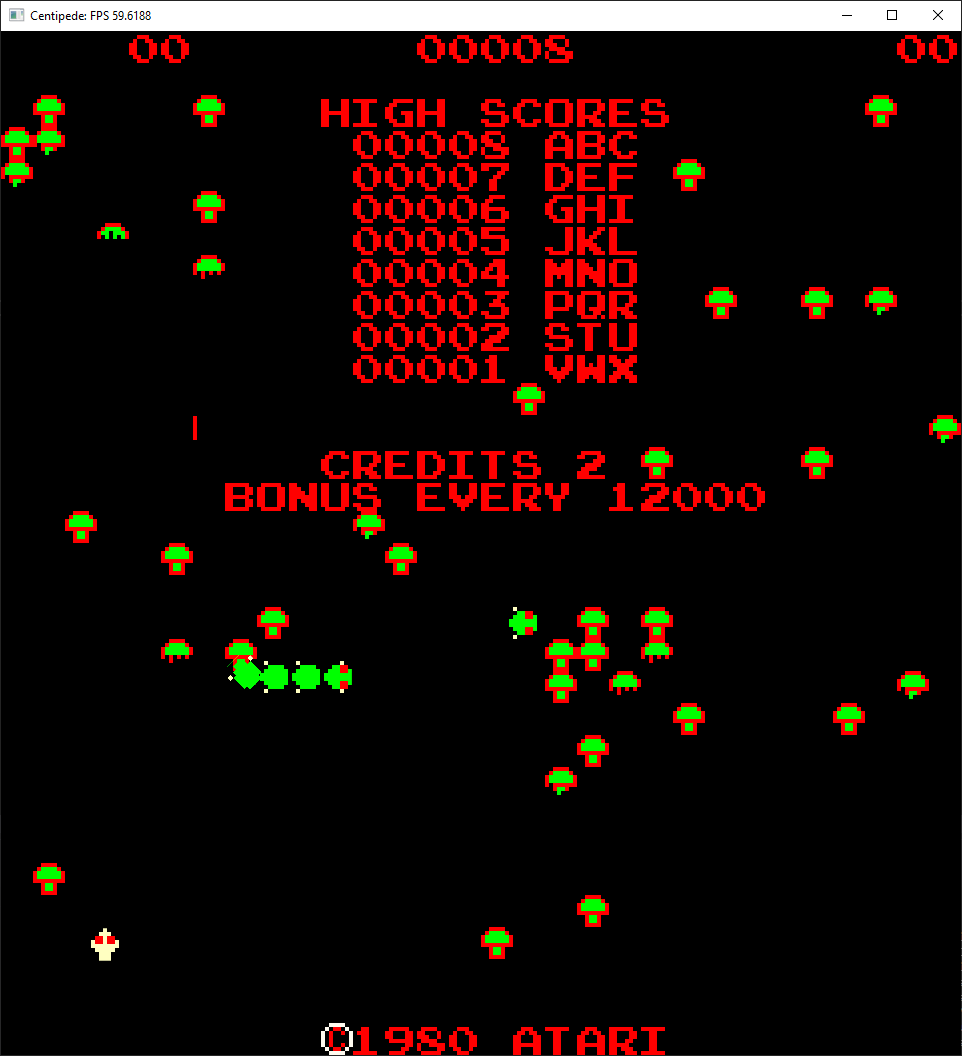 Centipede: FPS 59.6188
00 00008 00
HIGH SCORES
00008 ABC
00007 DEF
00006 GHI
00005 JKL
00004 MNO
00003 PQR
00002 STU
00001 VWX
CREDITS 2
BONUS EVERY 12000
©1980 ATARI